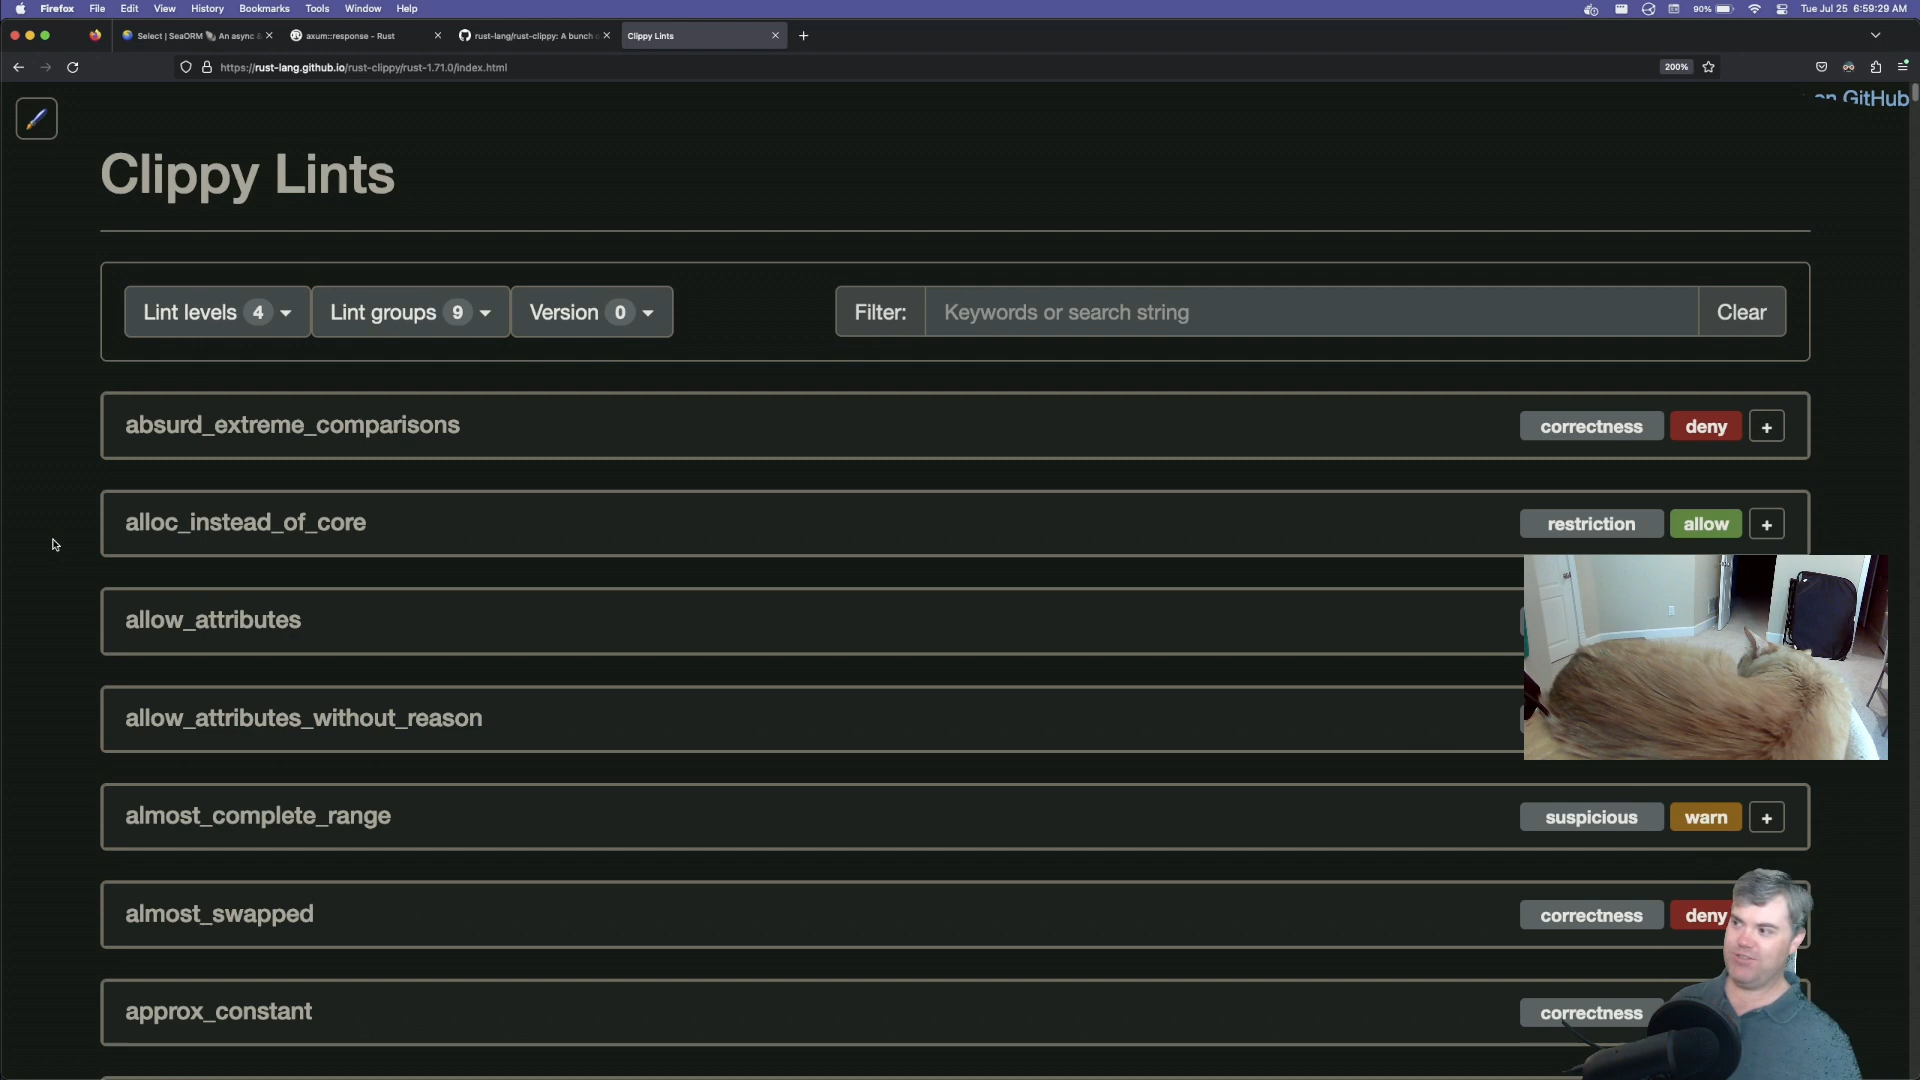 Firefox File Edit View History Bookmarks Tools Window Help 90% Tue Jul 25 6:59:29 AM
Select | SeaORM An async & axum::response - Rust rust-lang/rust-clippy: A bunch o Clippy Lints
https://rust-lang.github.io/rust-clippy/rust-1.71.0/index.html 200%
on GitHub
Clippy Lints
Lint levels 4 Lint groups 9 Version 0 Filter: Keywords or search string Clear
absurd_extreme_comparisons correctness deny +
alloc_instead_of_core restriction allow +
allow_attributes
allow_attributes_without_reason
almost_complete_range suspicious warn +
almost_swapped correctness deny
approx_constant correctness